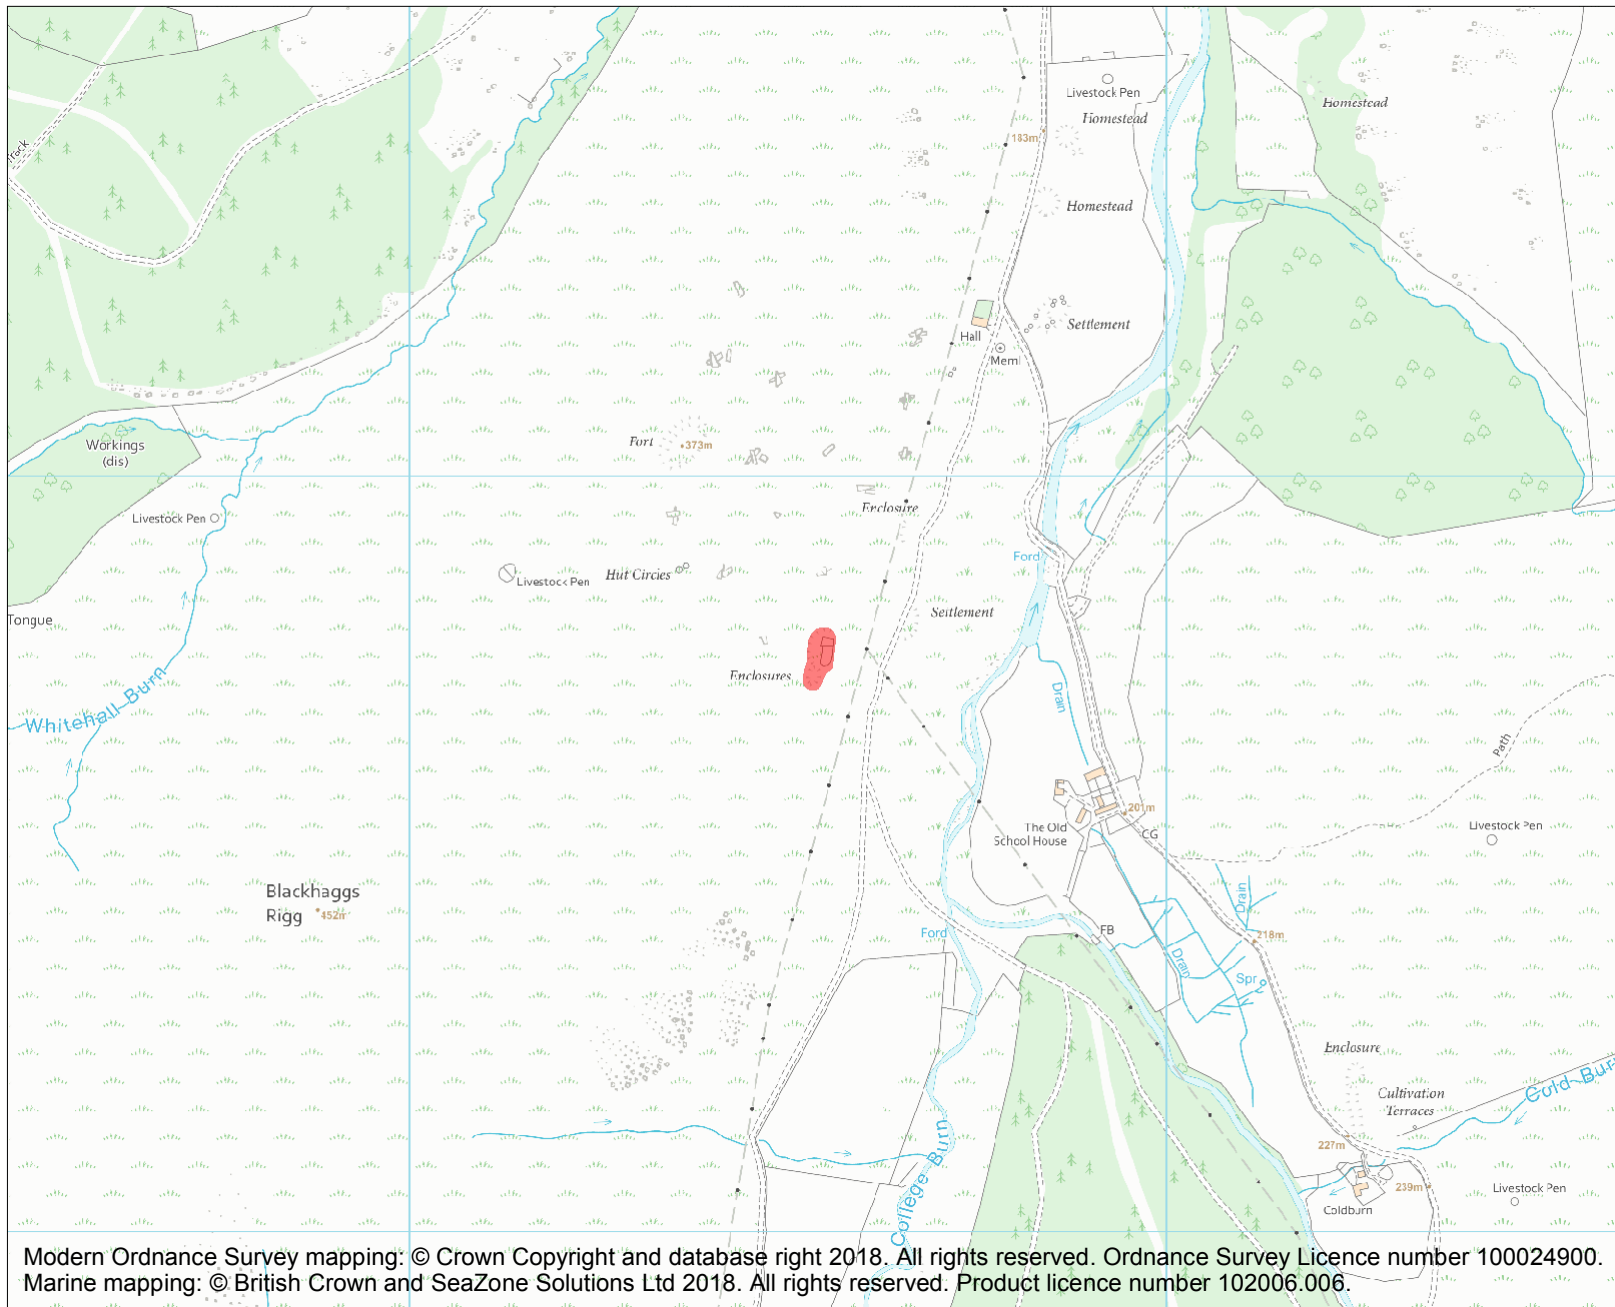 Livestock Pen
Homestead
Homestead
183m
Track
Homestead
Settlement
Hall
Meml
Fort
373m
Workings
(dis)
Enclosure
Livestock Pen
Ford
Hut Circles
Livestock Pen
Settlement
Tongue
Enclosures
Drain
Whitehall Burn
Path
201m
The Old
School House
CG
Livestock Pen
Blackhaggs
Rigg
452m
Drain
Ford
FB
218m
Drain
Spr
Enclosure
Cultivation
Terraces
Cold Bur
College Burn
227m
239m
Livestock Pen
Coldburn
Modern Ordnance Survey mapping: © Crown Copyright and database right 2018. All rights reserved. Ordnance Survey Licence number 100024900.
Marine mapping: © British Crown and SeaZone Solutions Ltd 2018. All rights reserved. Product licence number 102006.006.